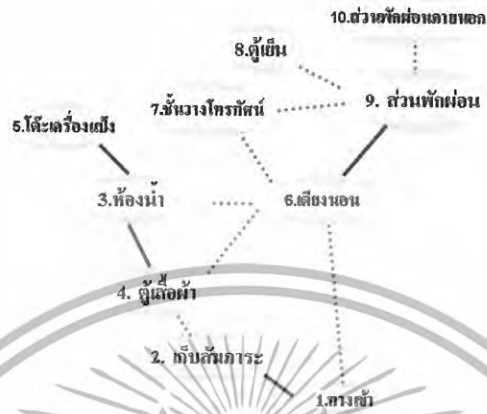 10.ส่วนพักผ่อนภายนอก
8.ตู้เย็น
7.ชั้นวางโทรทัศน์
9. ส่วนพักผ่อน
5.โต๊ะเครื่องแป้ง
3.ห้องน้ำ
6.เตียงนอน
4. ตู้เสื้อผ้า
2. เก็บสัมภาระ
1.ทางเข้า